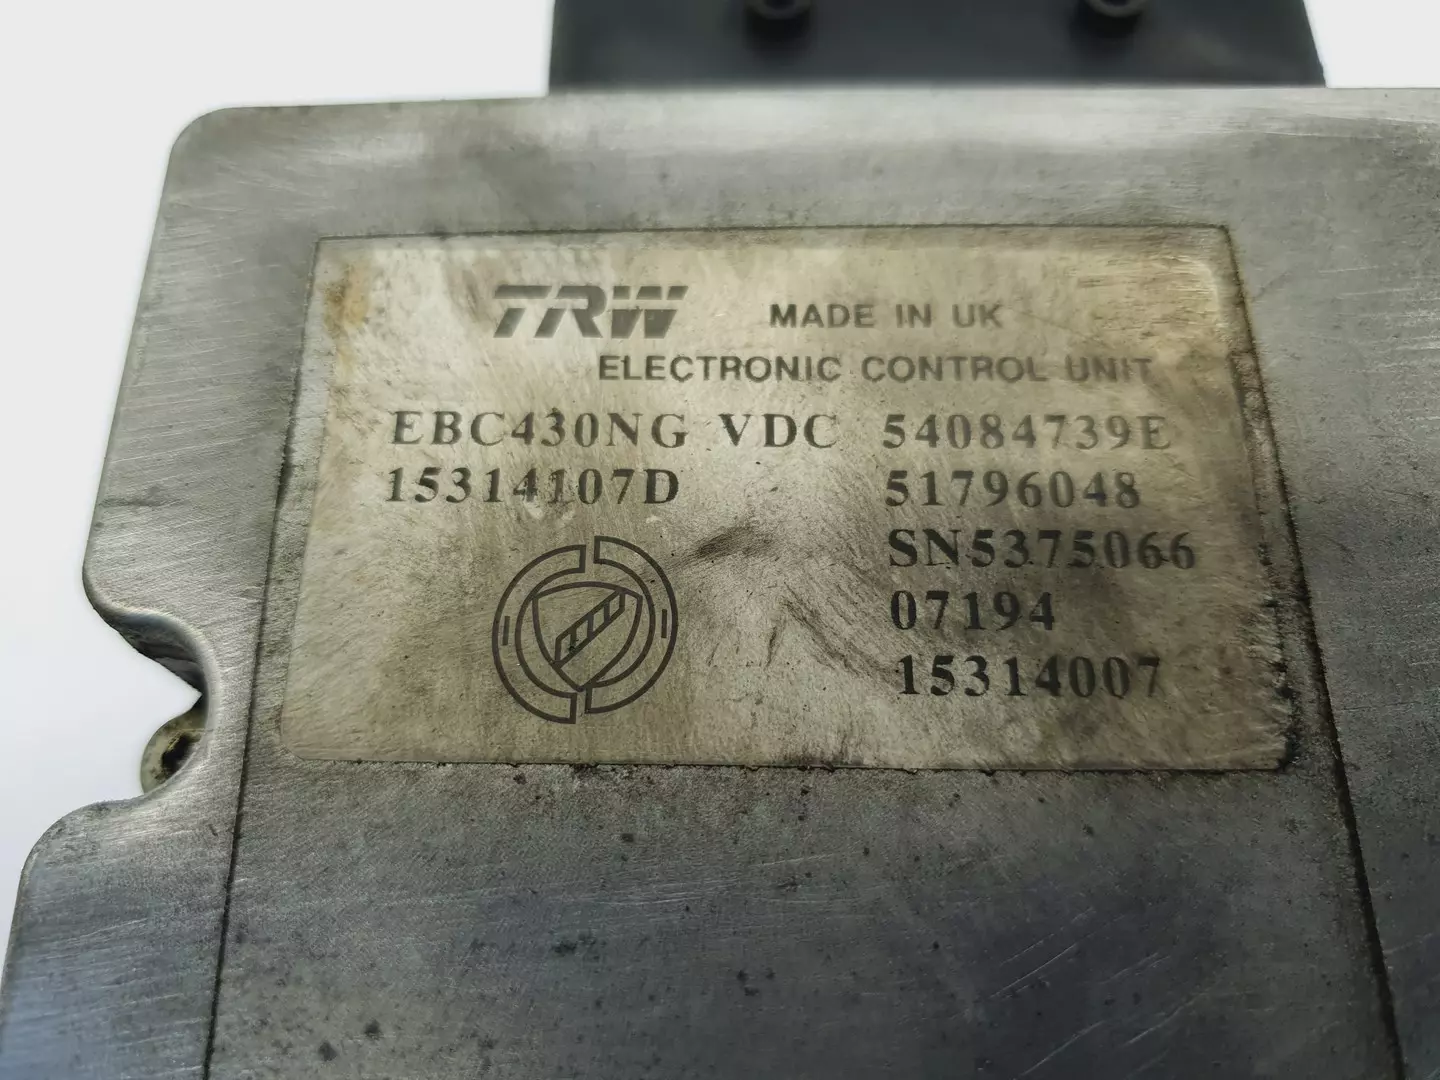 TRW MADE IN UK
ELECTRONIC CONTROL UNIT
EBC430NG VDC 54084739E
15314107D 51796048
SN5375066
07194
15314007